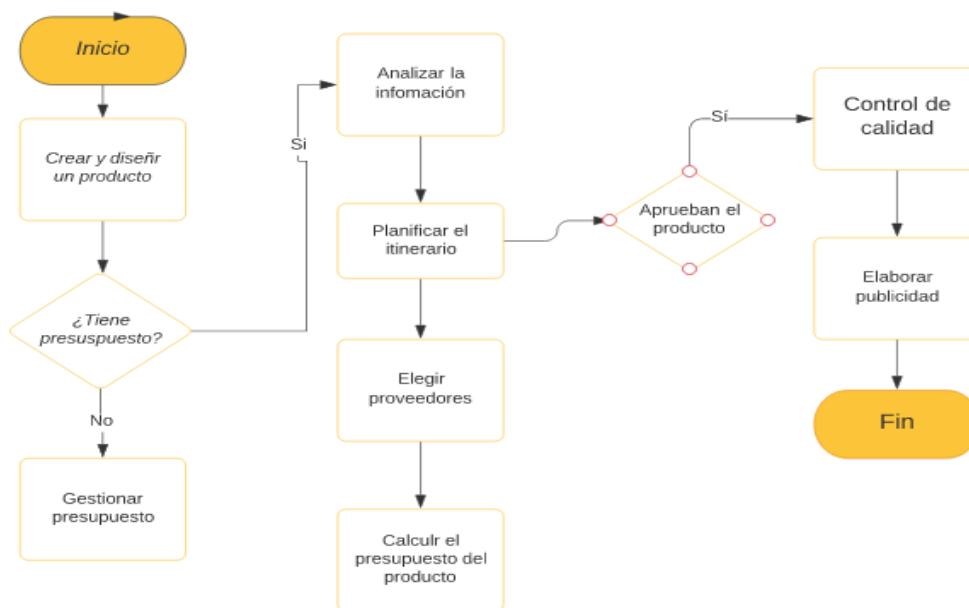 Inicio
Crear y diseñr
un producto
¿Tiene
presuspuesto?
No
Gestionar
presupuesto
Si
Analizar la
infomación
Planificar el
itinerario
Elegir
proveedores
Calculr el
presupuesto del
producto
Aprueban el
producto
Sí
Control de
calidad
Elaborar
publicidad
Fin